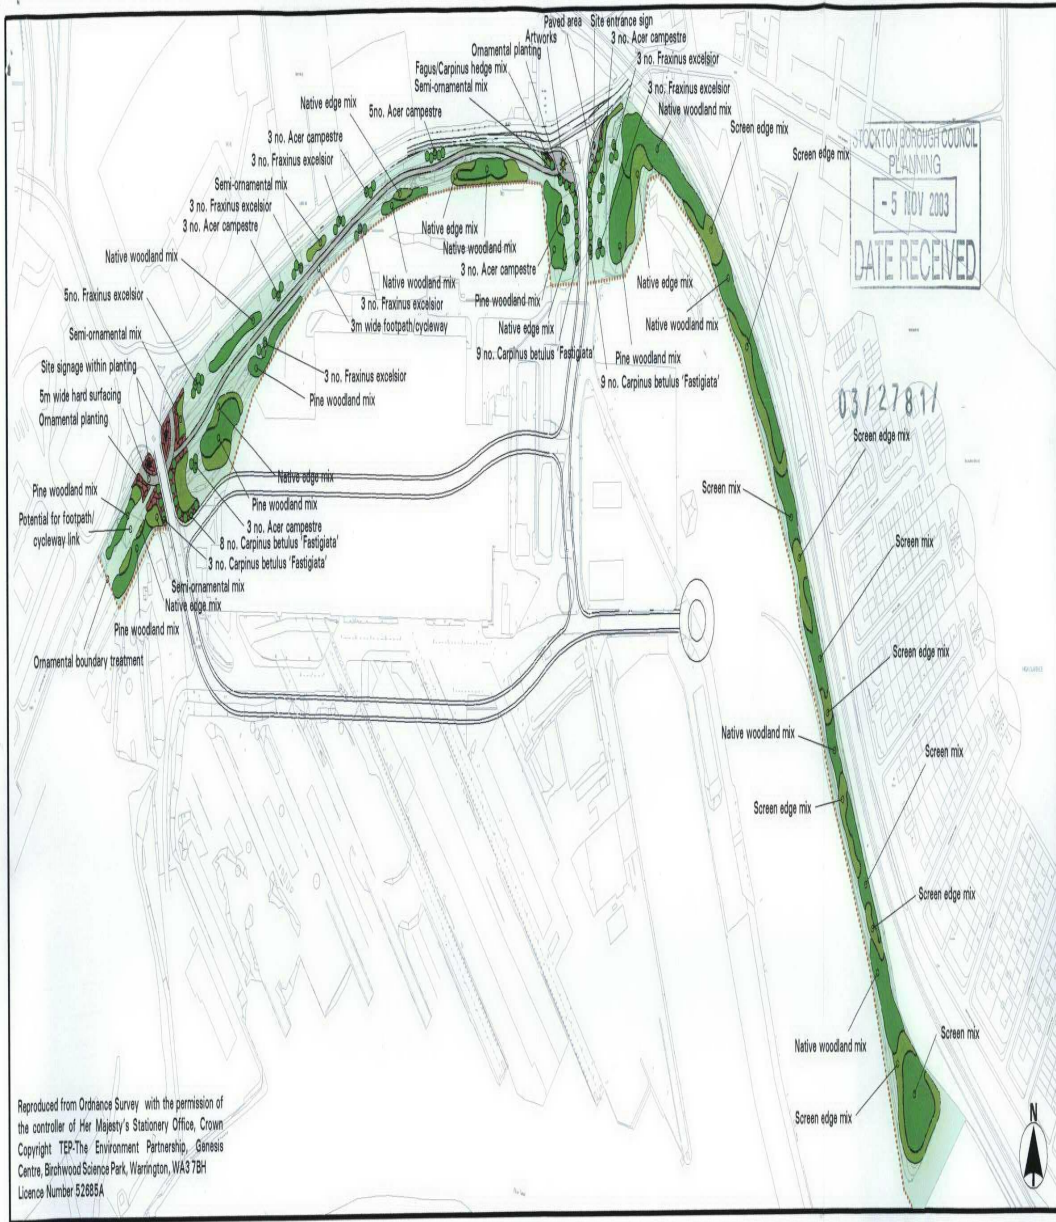 Paved area
Site entrance sign
Artworks
3 no. Acer campestre
Ornamental planting
3 no. Fraxinus excelsior
Fagus/Carpinus hedge mix
Semi-ornamental mix
3 no. Fraxinus excelsior
Native edge mix
Native woodland mix
5no. Acer campestre
Screen edge mix
3 no. Acer campestre
Screen edge mix
3 no. Fraxinus excelsior
Semi-ornamental mix
3 no. Fraxinus excelsior
3 no. Acer campestre
Native woodland mix
5no. Fraxinus excelsior
Semi-ornamental mix
Site signage within planting
5m wide hard surfacing
Ornamental planting
Pine woodland mix
Potential for footpath/
cycleway link
STOCKTON BOROUGH COUNCIL
PLANNING
- 5 NOV 2003
DATE RECEIVED
03/2781/
Native edge mix
Native woodland mix
3 no. Acer campestre
Native woodland mix
Pine woodland mix
3 no. Fraxinus excelsior
3m wide footpath/cycleway
Native edge mix
9 no. Carpinus betulus 'Fastigiata'
Native edge mix
Native woodland mix
Pine woodland mix
9 no. Carpinus betulus 'Fastigiata'
3 no. Fraxinus excelsior
Pine woodland mix
Native edge mix
Pine woodland mix
3 no. Acer campestre
8 no. Carpinus betulus 'Fastigiata'
3 no. Carpinus betulus 'Fastigiata'
Semi-ornamental mix
Native edge mix
Pine woodland mix
Ornamental boundary treatment
Screen edge mix
Screen mix
Screen mix
Screen edge mix
Native woodland mix
Screen mix
Screen edge mix
Screen edge mix
Screen mix
Native woodland mix
Screen edge mix
N
Reproduced from Ordnance Survey with the permission of
the controller of Her Majesty's Stationery Office, Crown
Copyright TEP-The Environment Partnership, Genesis
Centre, Birchwood Science Park, Warrington, WA3 7BH
Licence Number 52685A